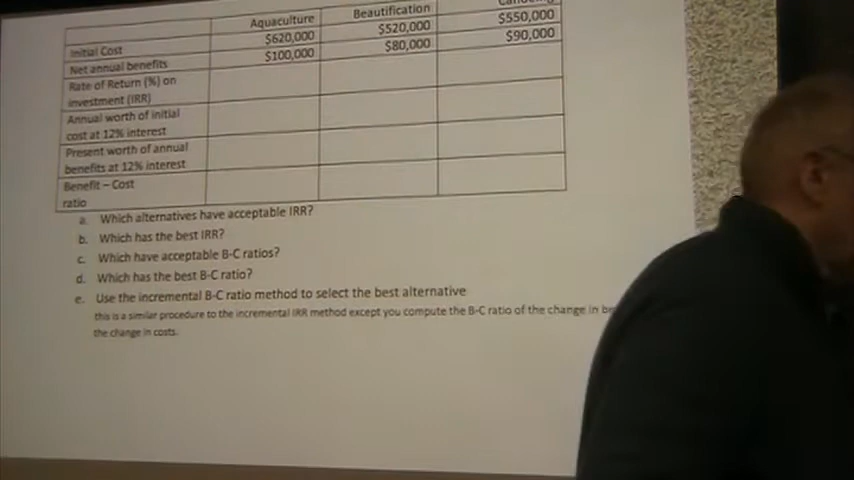 Aquaculture Beautification
Initial Cost $620,000 $520,000 $550,000
Net annual benefits $100,000 $80,000 $90,000
Rate of Return (%) on
investment (IRR)
Annual worth of initial
cost at 12% interest
Present worth of annual
benefits at 12% interest
Benefit – Cost
ratio
a. Which alternatives have acceptable IRR?
b. Which has the best IRR?
c. Which have acceptable B-C ratios?
d. Which has the best B-C ratio?
e. Use the incremental B-C ratio method to select the best alternative
this is a similar procedure to the incremental IRR method except you compute the B-C ratio of the change in be
the change in costs.